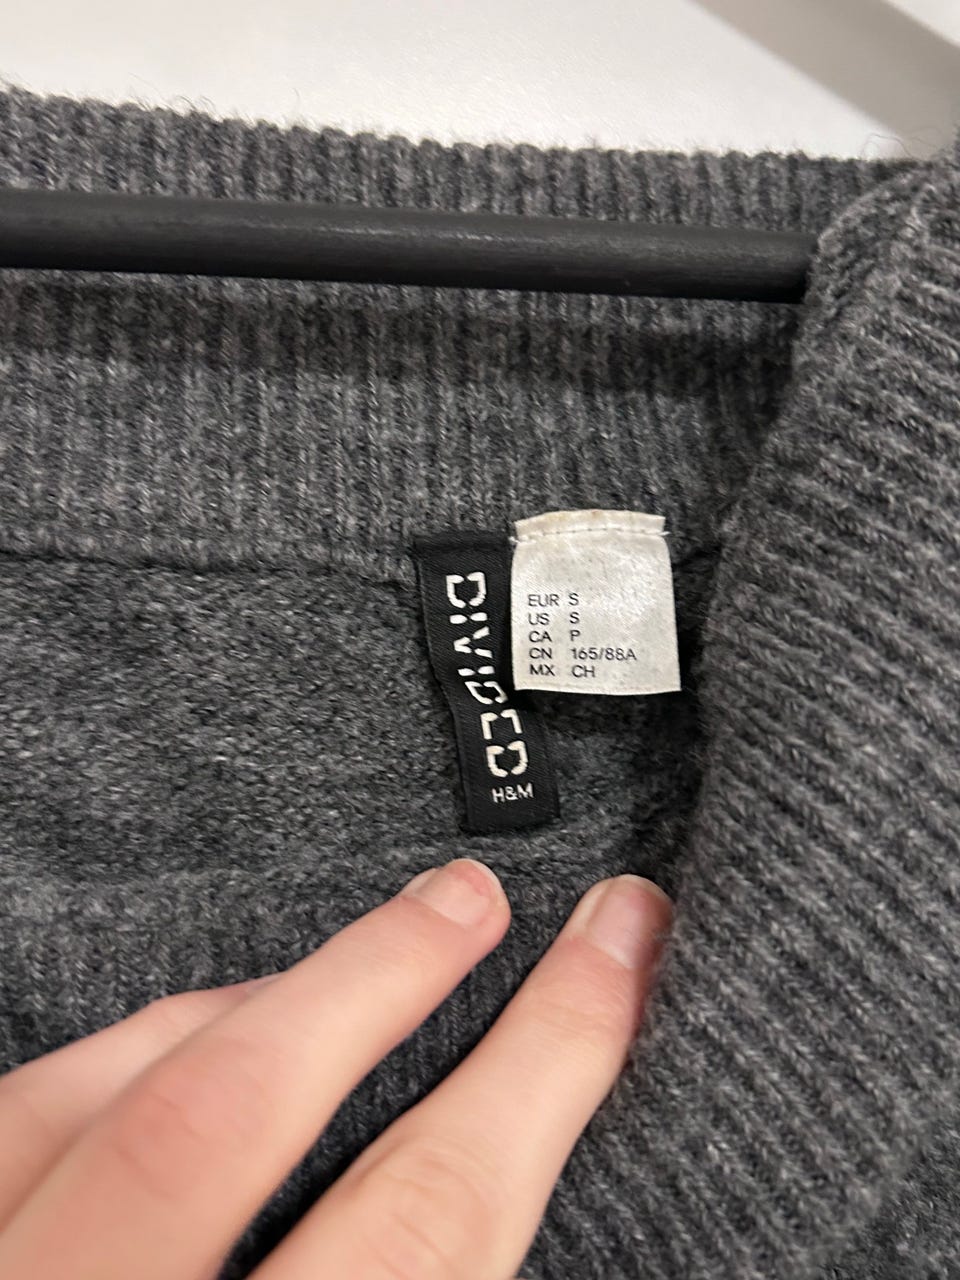 DIVIDED
H&M
EUR S
US S
CA P
CN 165/88A
MX CH